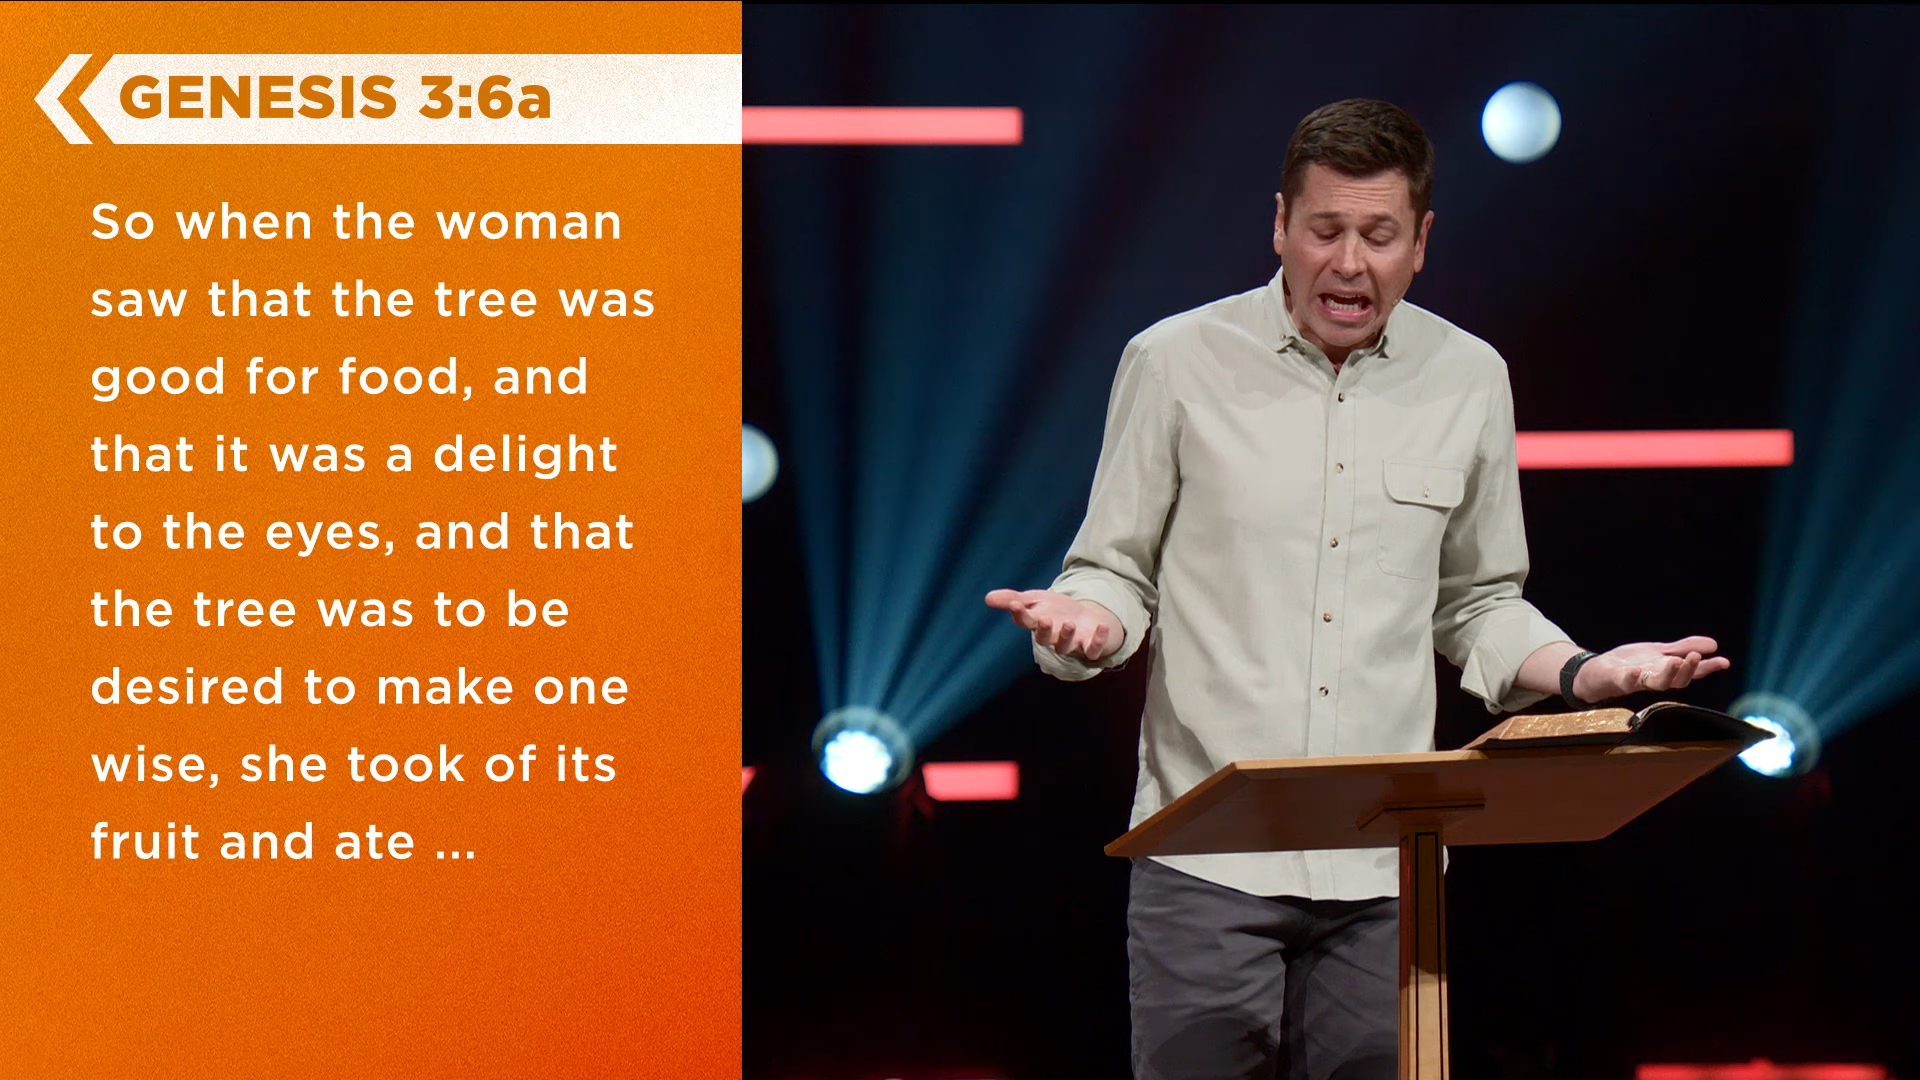 GENESIS 3:6a
So when the woman
saw that the tree was
good for food, and
that it was a delight
to the eyes, and that
the tree was to be
desired to make one
wise, she took of its
fruit and ate ...